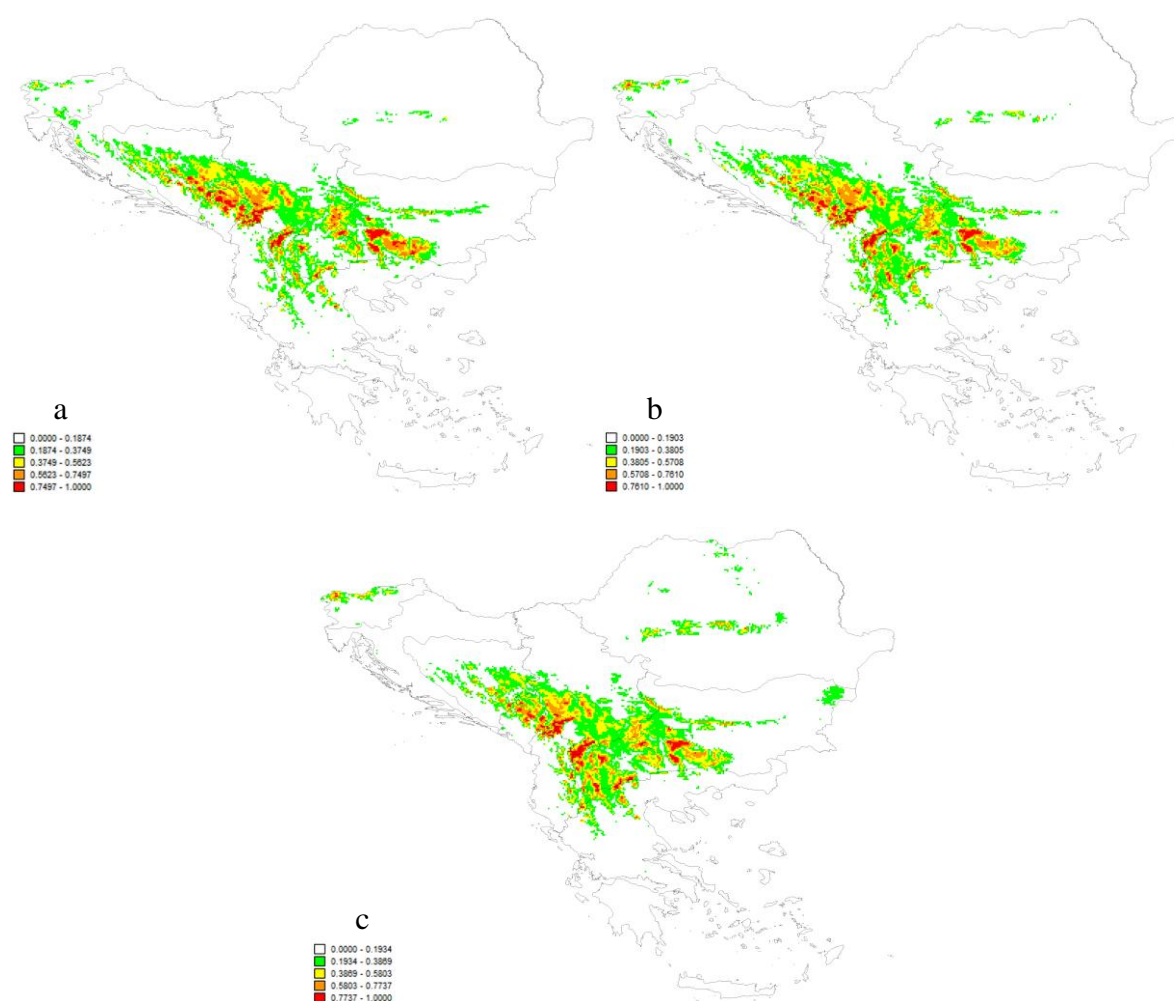 a
0.0000 - 0.1874
0.1874 - 0.3749
0.3749 - 0.5623
0.5623 - 0.7497
0.7497 - 1.0000
b
0.0000 - 0.1903
0.1903 - 0.3805
0.3805 - 0.5708
0.5708 - 0.7610
0.7610 - 1.0000
c
0.0000 - 0.1934
0.1934 - 0.3869
0.3869 - 0.5803
0.5803 - 0.7737
0.7737 - 1.0000